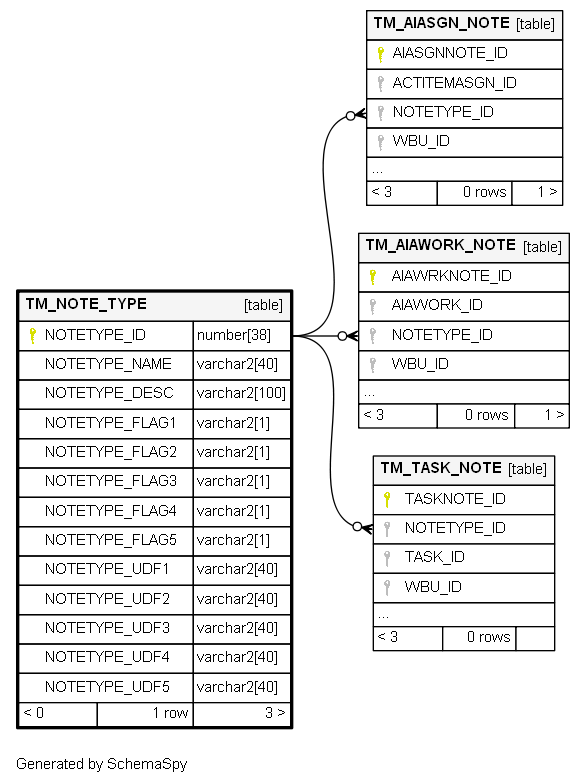 TM_AIASGN_NOTE [table]
AIASGNNOTE_ID
ACTITEMASGN_ID
NOTETYPE_ID
WBU_ID
...
< 3 0 rows 1 >
TM_AIAWORK_NOTE [table]
AIAWRKNOTE_ID
AIAWORK_ID
NOTETYPE_ID
WBU_ID
...
< 3 0 rows 1 >
TM_NOTE_TYPE [table]
NOTETYPE_ID number[38]
NOTETYPE_NAME varchar2[40]
NOTETYPE_DESC varchar2[100]
NOTETYPE_FLAG1 varchar2[1]
NOTETYPE_FLAG2 varchar2[1]
NOTETYPE_FLAG3 varchar2[1]
NOTETYPE_FLAG4 varchar2[1]
NOTETYPE_FLAG5 varchar2[1]
NOTETYPE_UDF1 varchar2[40]
NOTETYPE_UDF2 varchar2[40]
NOTETYPE_UDF3 varchar2[40]
NOTETYPE_UDF4 varchar2[40]
NOTETYPE_UDF5 varchar2[40]
< 0 1 row 3 >
TM_TASK_NOTE [table]
TASKNOTE_ID
NOTETYPE_ID
TASK_ID
WBU_ID
...
< 3 0 rows
Generated by SchemaSpy